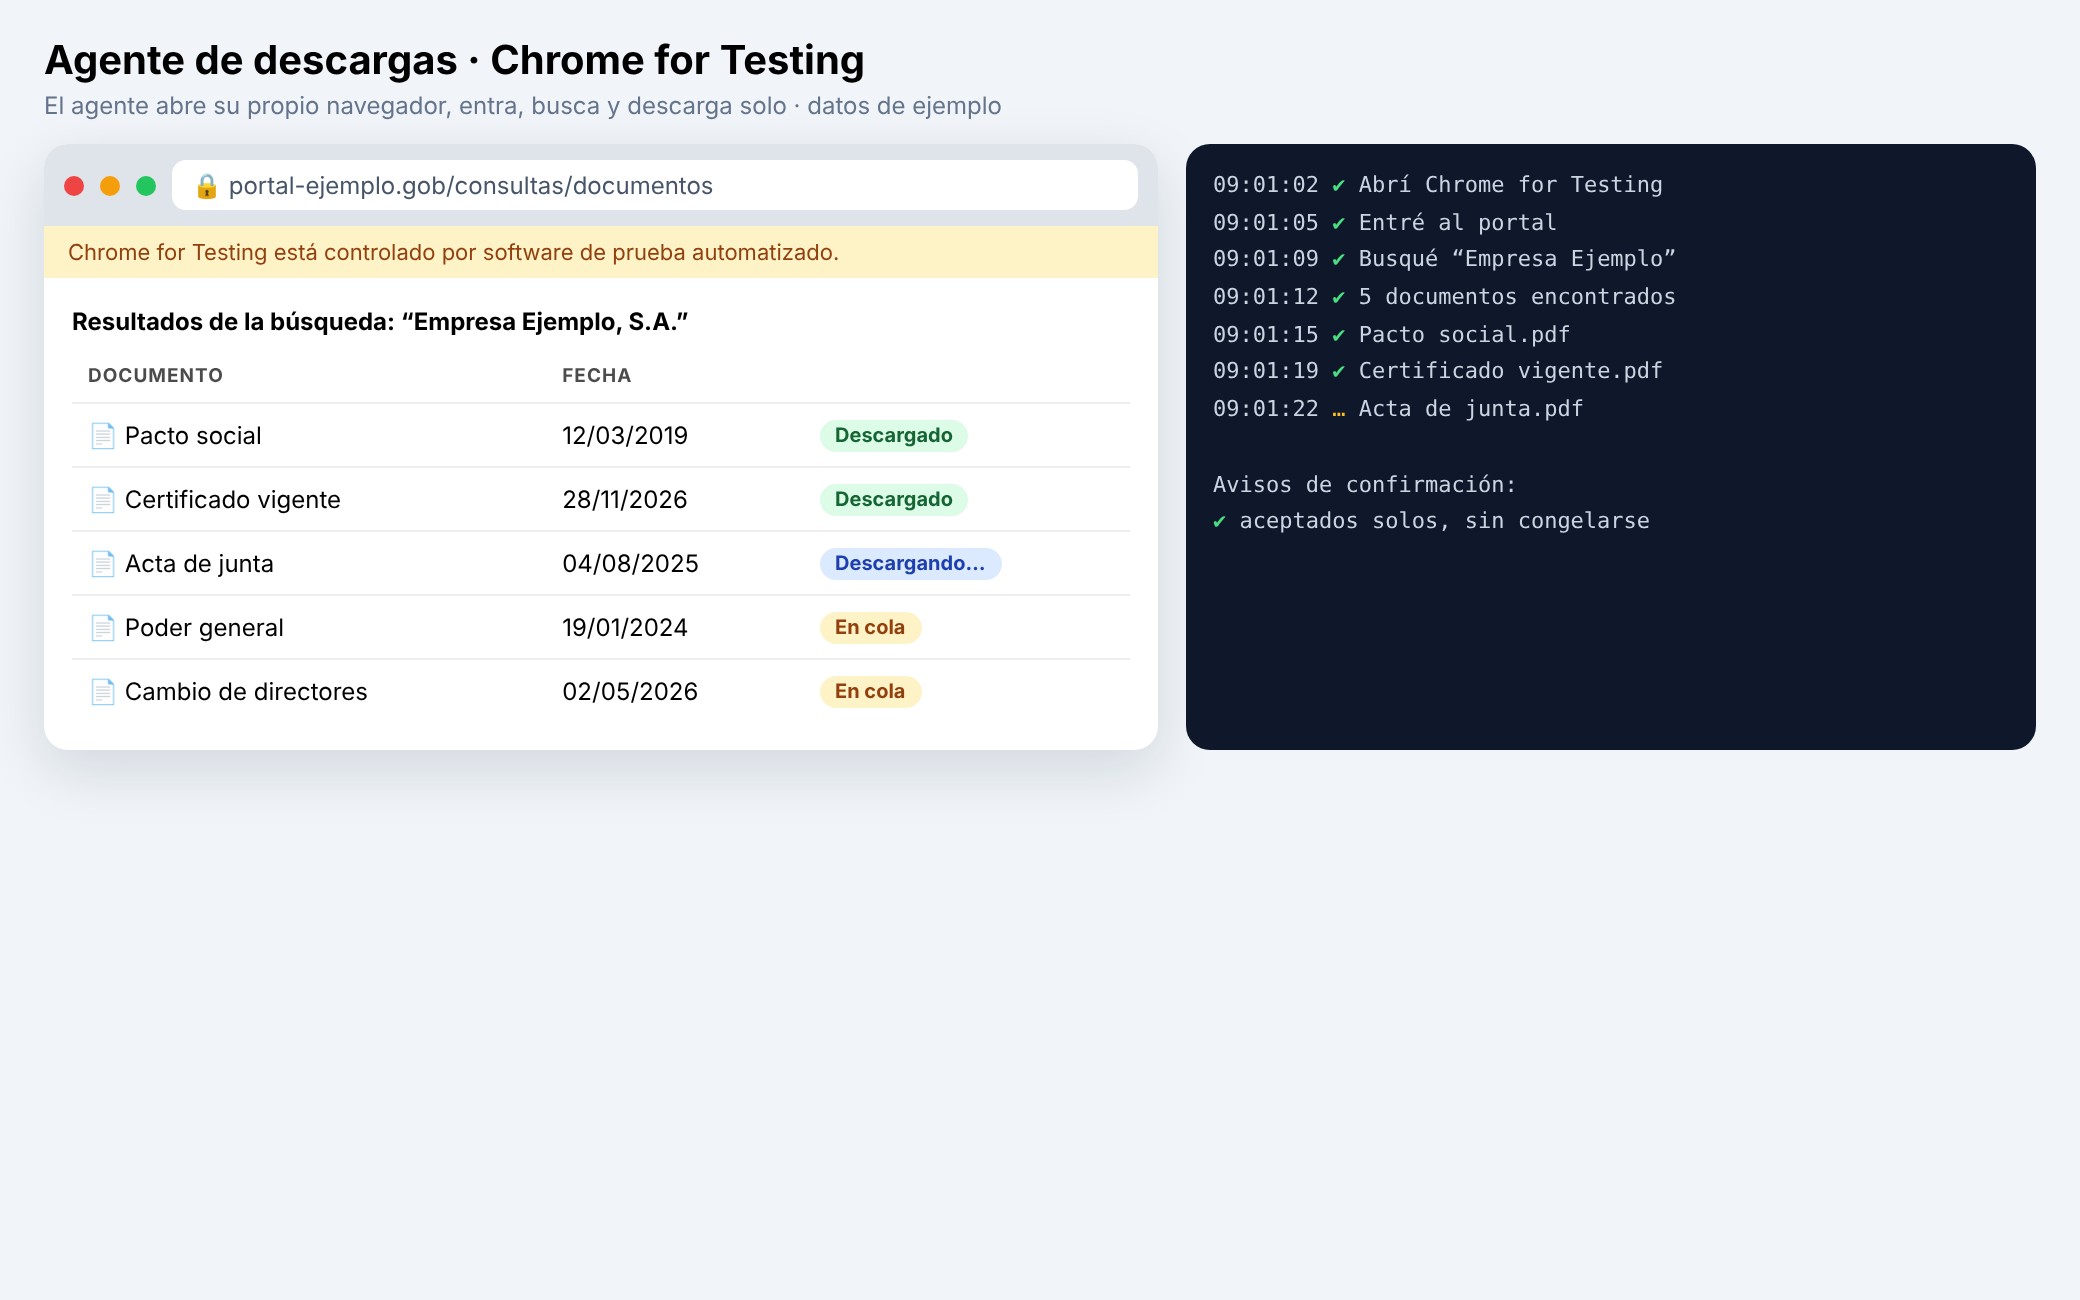 Agente de descargas · Chrome for Testing
El agente abre su propio navegador, entra, busca y descarga solo · datos de ejemplo
🔒 portal-ejemplo.gob/consultas/documentos
Chrome for Testing está controlado por software de prueba automatizado.
Resultados de la búsqueda: “Empresa Ejemplo, S.A.”
DOCUMENTO FECHA
📄 Pacto social 12/03/2019 Descargado
📄 Certificado vigente 28/11/2026 Descargado
📄 Acta de junta 04/08/2025 Descargando...
📄 Poder general 19/01/2024 En cola
📄 Cambio de directores 02/05/2026 En cola
09:01:02 ✔ Abrí Chrome for Testing
09:01:05 ✔ Entré al portal
09:01:09 ✔ Busqué “Empresa Ejemplo”
09:01:12 ✔ 5 documentos encontrados
09:01:15 ✔ Pacto social.pdf
09:01:19 ✔ Certificado vigente.pdf
09:01:22 … Acta de junta.pdf
Avisos de confirmación:
✔ aceptados solos, sin congelarse